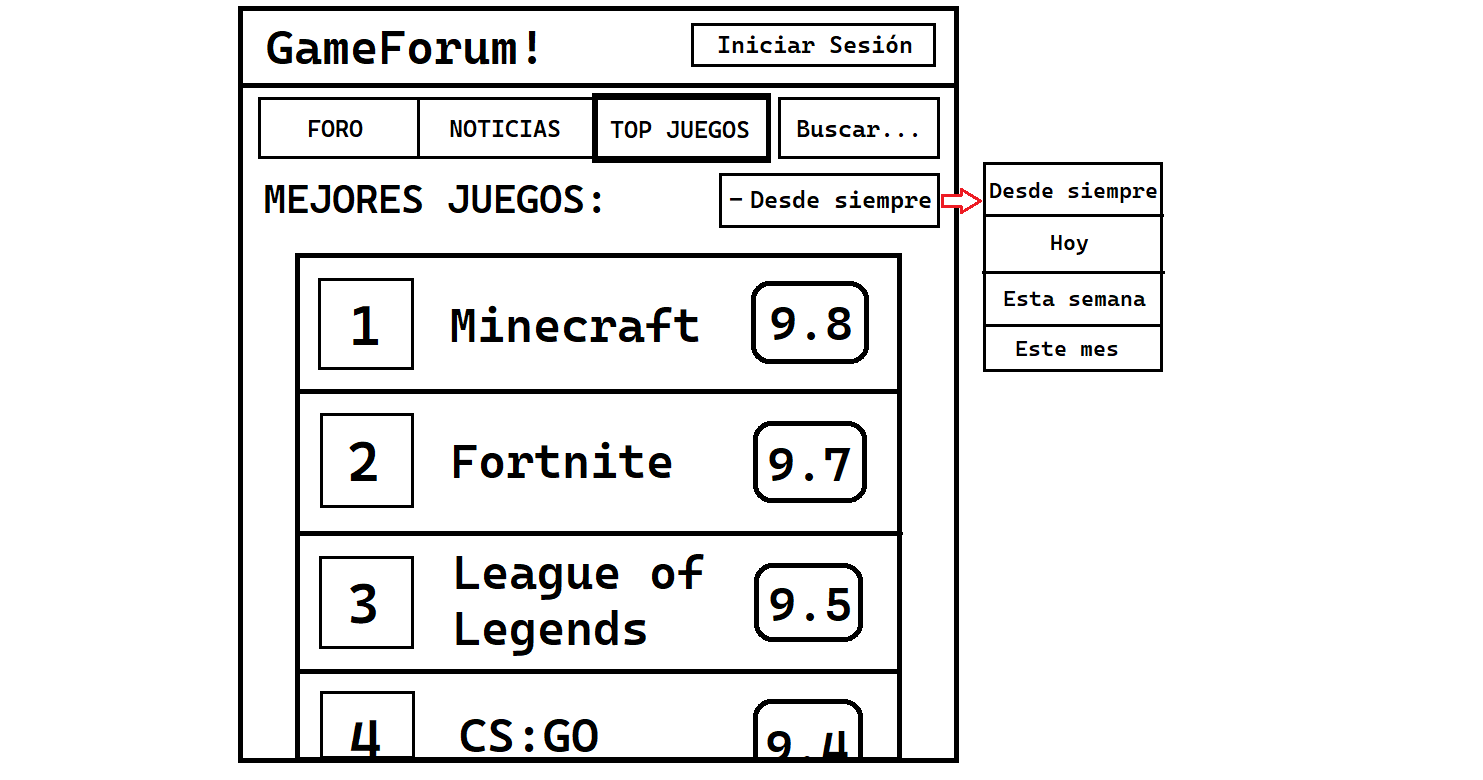 GameForum!
Iniciar Sesión
FORO
NOTICIAS
TOP JUEGOS
Buscar...
MEJORES JUEGOS:
- Desde siempre
Desde siempre
Hoy
Esta semana
Este mes
1
Minecraft
9.8
2
Fortnite
9.7
3
League of
Legends
9.5
4
CS:GO
9.4